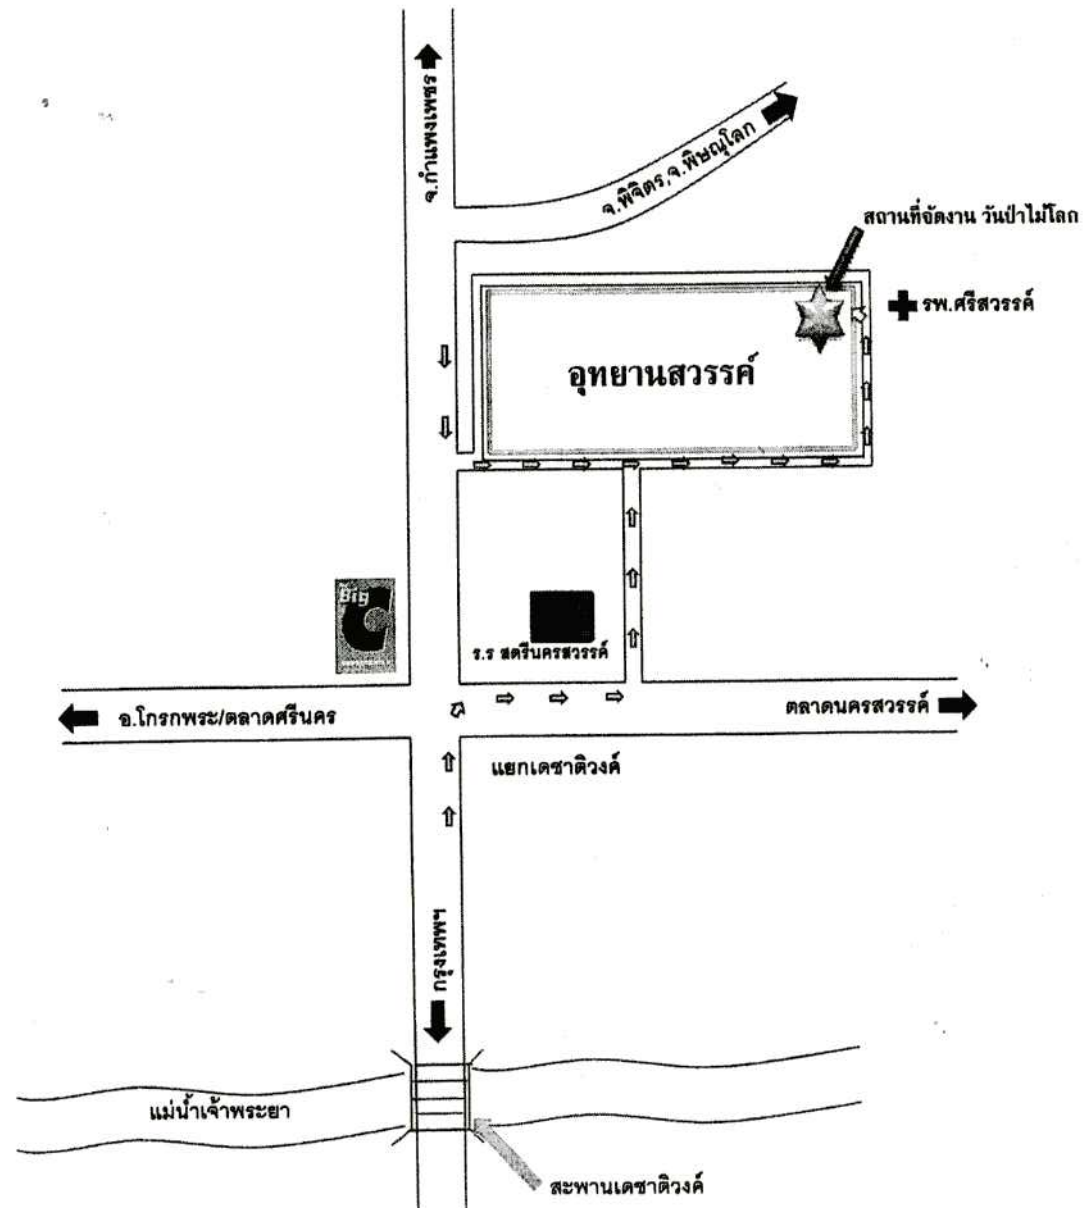 จ.กำแพงเพชร
จ.พิจิตร,จ.พิษณุโลก
สถานที่จัดงาน วันป่าไม้โลก
รพ.ศรีสวรรค์
อุทยานสวรรค์
Big C
ร.ร สตรีนครสวรรค์
อ.โกรกพระ/ตลาดศรีนคร
ตลาดนครสวรรค์
แยกเดชาติวงค์
กรุงเทพฯ
แม่น้ำเจ้าพระยา
สะพานเดชาติวงค์